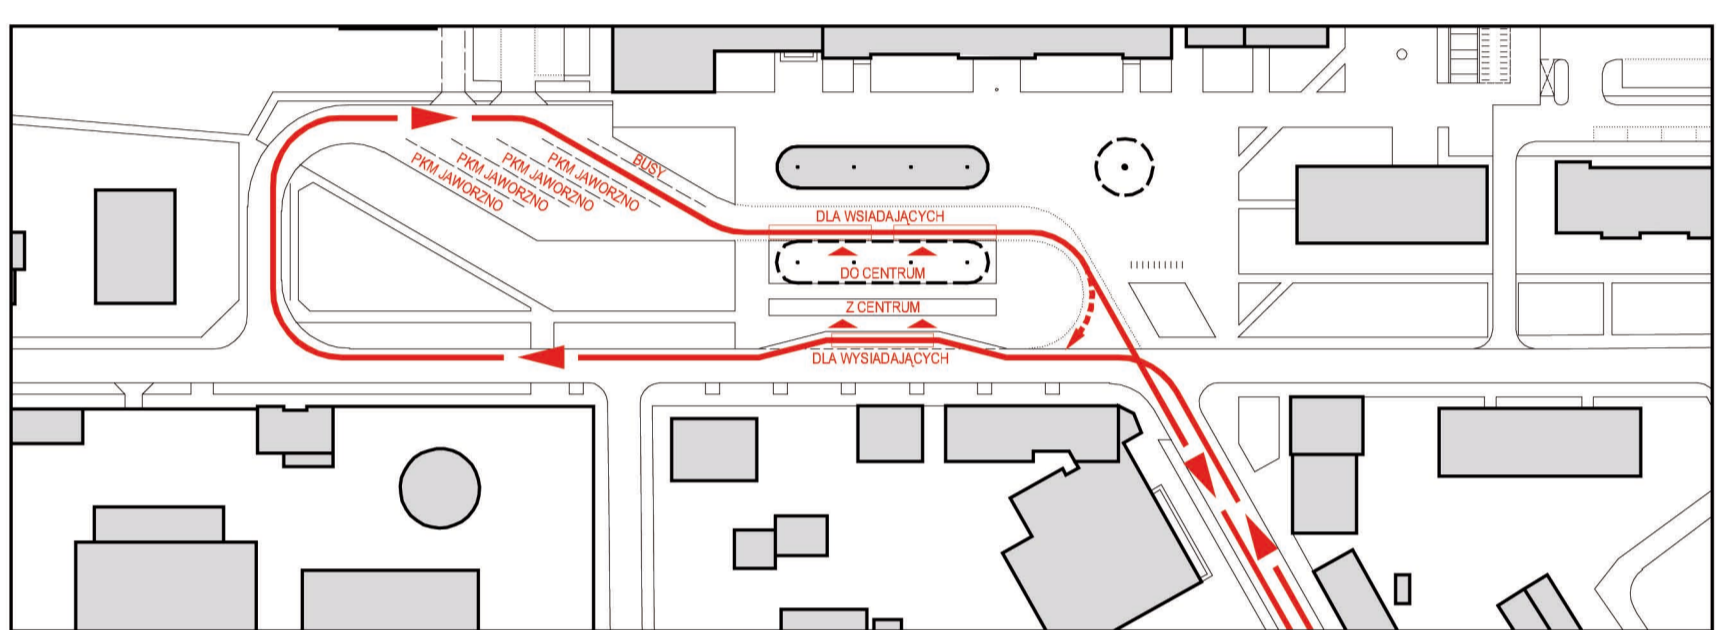 BUSY
PKM JAWORZNO
PKM JAWORZNO
PKM JAWORZNO
PKM JAWORZNO
DLA WSIADAJĄCYCH
DO CENTRUM
Z CENTRUM
DLA WYSIADAJĄCYCH